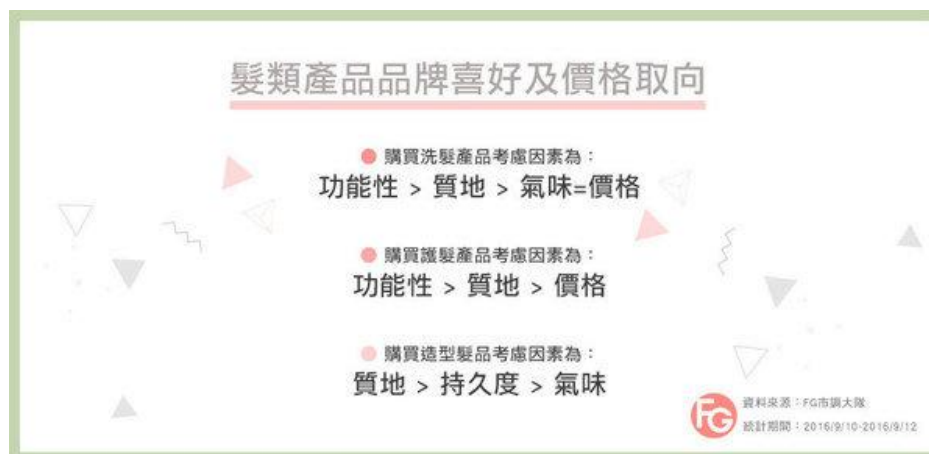 髮類產品品牌喜好及價格取向
購買洗髮產品考慮因素為：
功能性 > 質地 > 氣味=價格
購買護髮產品考慮因素為：
功能性 > 質地 > 價格
購買造型髮品考慮因素為：
質地 > 持久度 > 氣味
FG
資料來源：FG市調大隊
統計期間：2016/9/10-2016/9/12